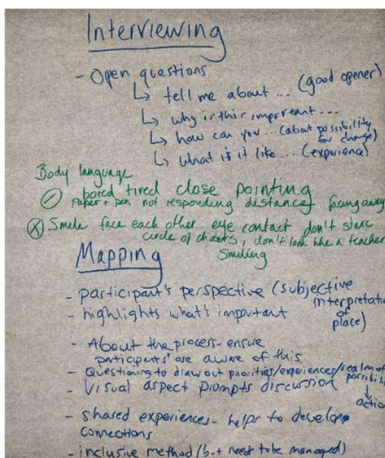 Interviewing
- Open questions
↳ tell me about ... (good opener)
↳ why is this important ...
↳ how can you ... (about possibility for change)
↳ what is it like .... (experience)
Body language
bored tired close pointing
Paper + pen not responding distance facing away
Smile face each other eye contact don't stare
circle of chairs, don't look like a teacher
Smiling
Mapping
- participant's perspective (subjective interpretation of place)
- highlights what's important
- About the process - ensure
participants are aware of this
- Questioning to draw out priorities/experiences/realm of possibility
- Visual aspect prompts discussion ↓ action
- shared experiences - helps to develop
connections
- inclusive method (but need to be managed)